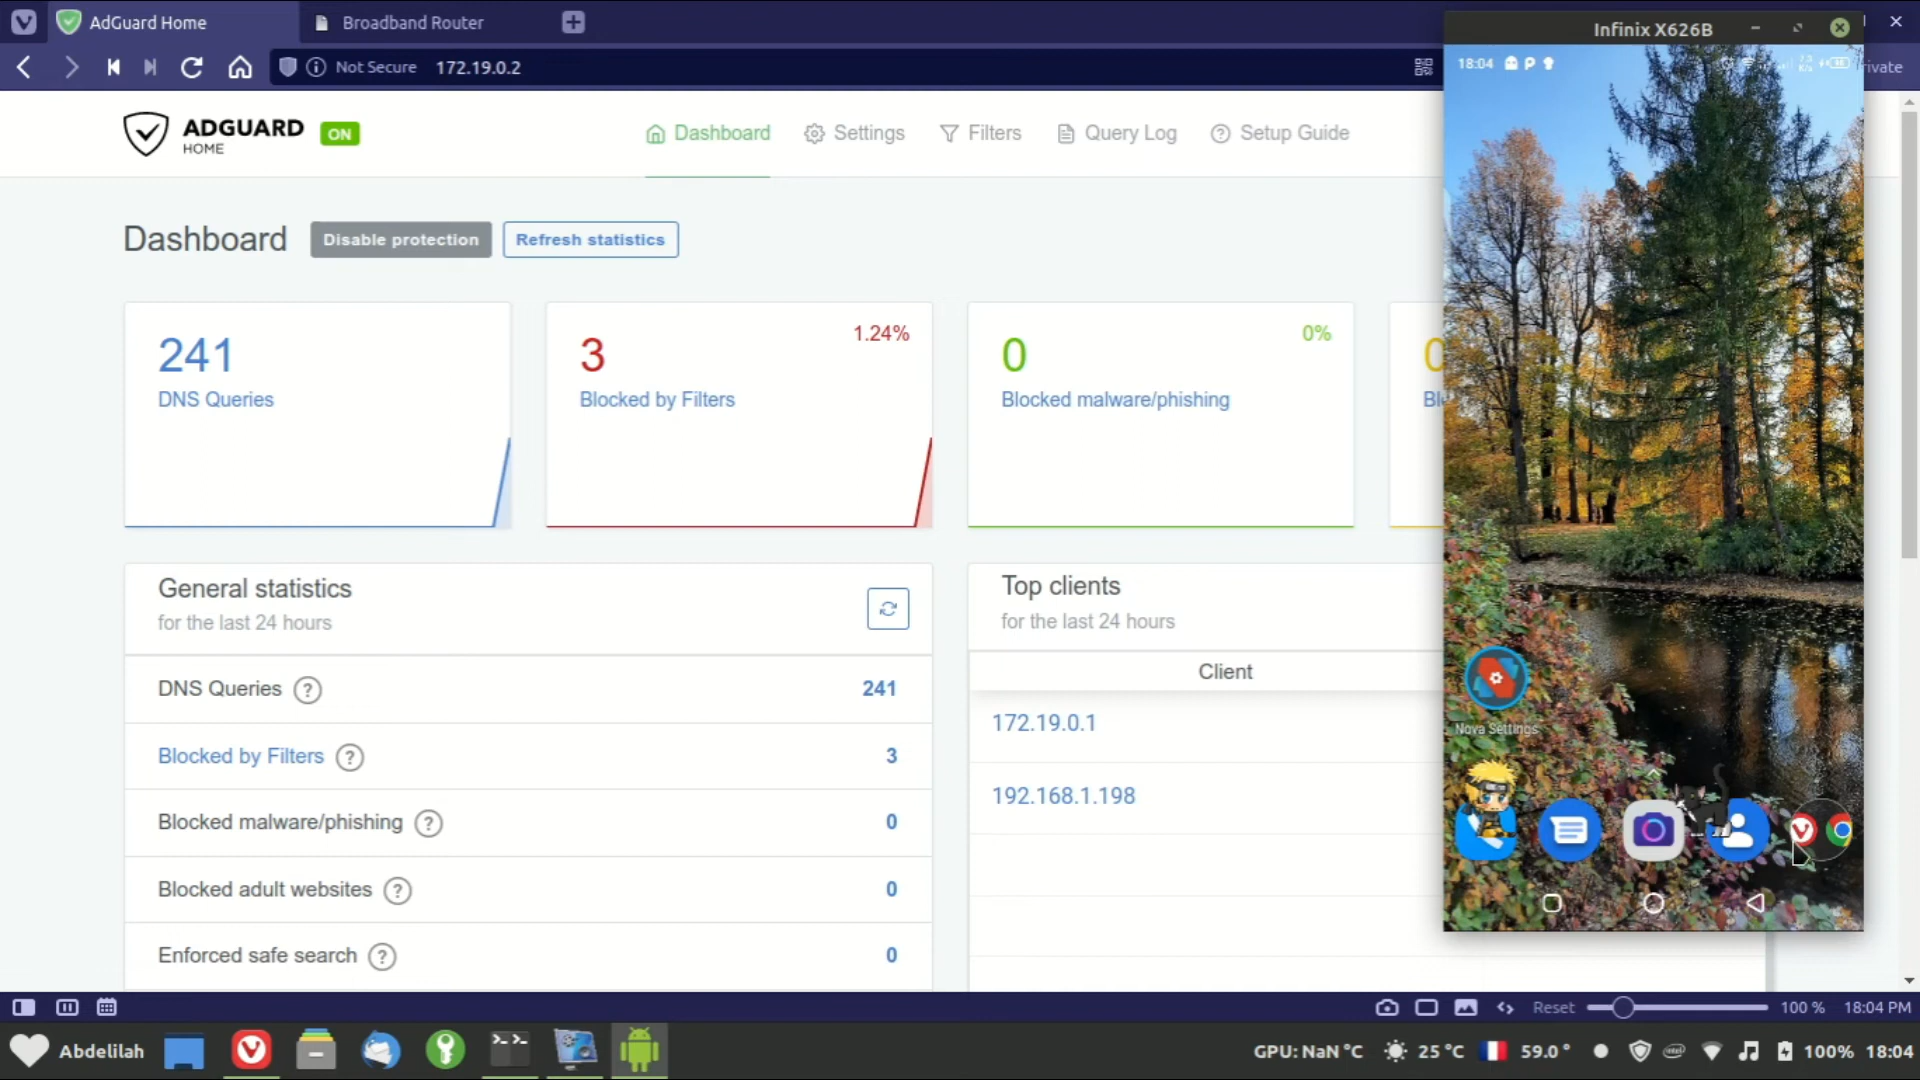 AdGuard Home
Broadband Router
Infinix X626B
Not Secure
172.19.0.2
18:04
ivate
ADGUARD
HOME
ON
Dashboard
Settings
Filters
Query Log
Setup Guide
Dashboard
Disable protection
Refresh statistics
241
DNS Queries
3
1.24%
Blocked by Filters
0
0%
Blocked malware/phishing
General statistics
for the last 24 hours
DNS Queries ?
241
Blocked by Filters ?
3
Blocked malware/phishing ?
0
Blocked adult websites ?
0
Enforced safe search ?
0
Top clients
for the last 24 hours
Client
172.19.0.1
192.168.1.198
Nova Settings
Reset
100 %
18:04 PM
Abdelilah
GPU: NaN °C
25 °C
59.0 °
100%
18:04